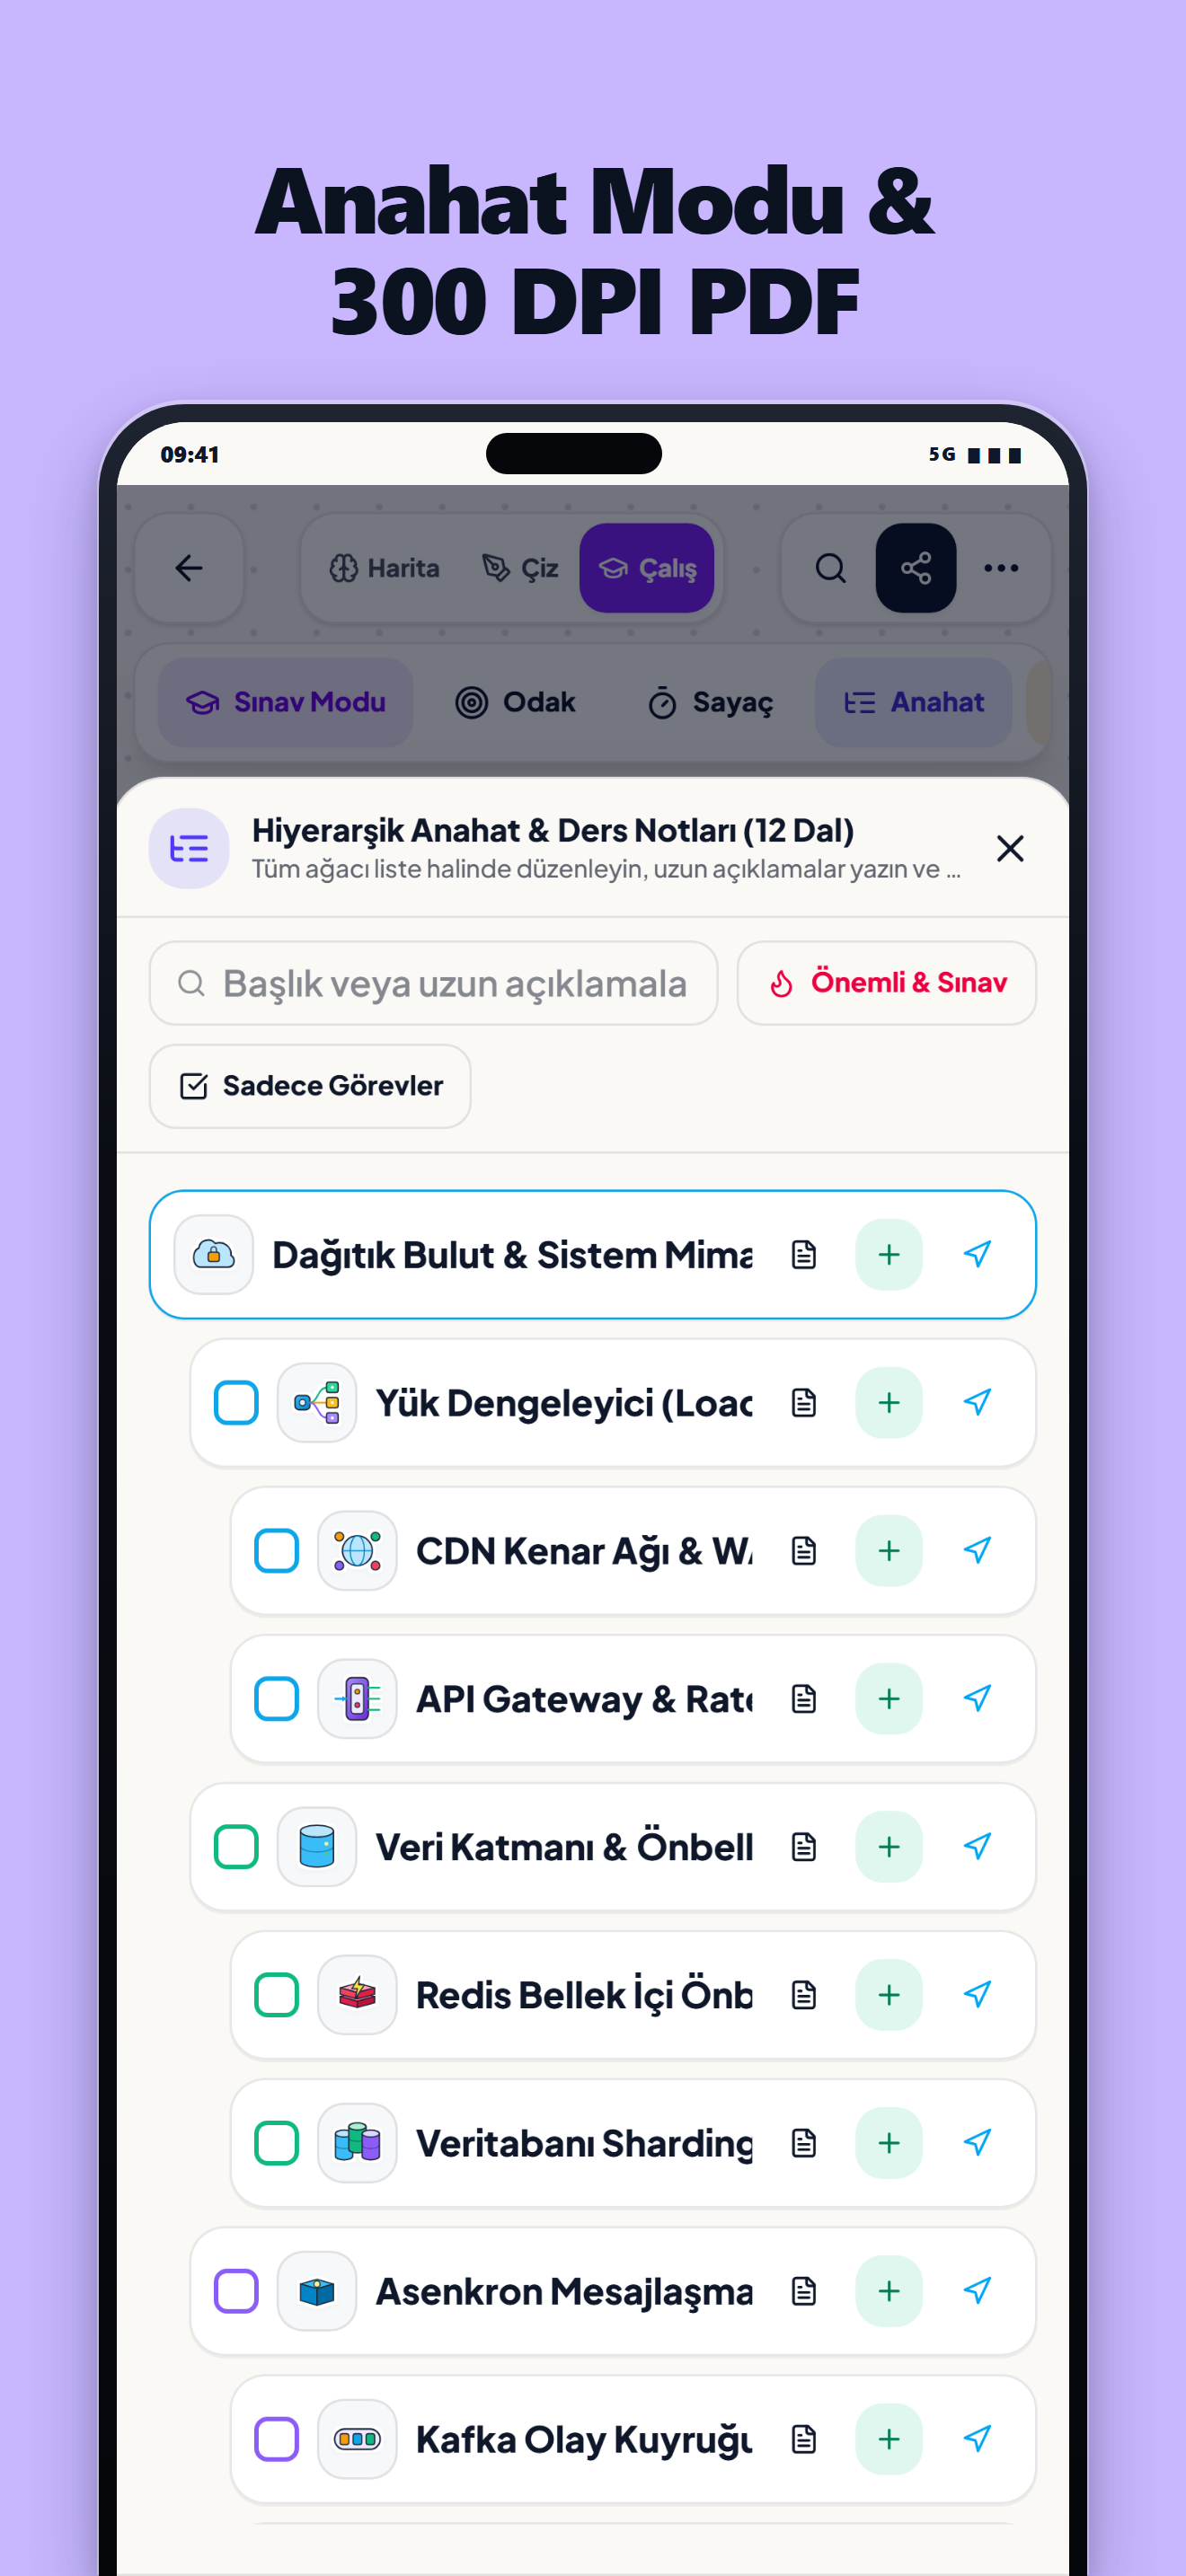 Anahat Modu &
300 DPI PDF
09:41
5G
Harita
Çiz
Çalış
Sınav Modu
Odak
Sayaç
Anahat
Hiyerarşik Anahat & Ders Notları (12 Dal)
Tüm ağacı liste halinde düzenleyin, uzun açıklamalar yazın ve ...
Başlık veya uzun açıklamala
Önemli & Sınav
Sadece Görevler
Dağıtık Bulut & Sistem Mima
Yük Dengeleyici (Loac
CDN Kenar Ağı & W
API Gateway & Rate
Veri Katmanı & Önbell
Redis Bellek İçi Önb
Veritabanı Sharding
Asenkron Mesajlaşma
Kafka Olay Kuyruğu